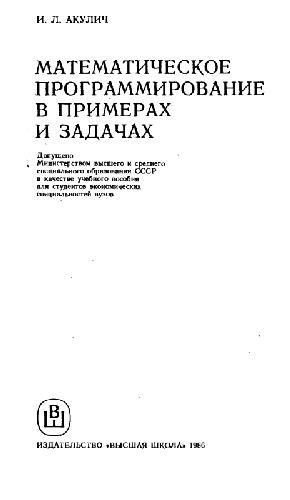 И. Л. АКУЛИЧ
МАТЕМАТИЧЕСКОЕ
ПРОГРАММИРОВАНИЕ
В ПРИМЕРАХ
И ЗАДАЧАХ
Допущено
Министерством высшего и среднего
специального образования СССР
в качестве учебного пособия
для студентов экономических
специальностей вузов
ВШ
ИЗДАТЕЛЬСТВО «ВЫСШАЯ ШКОЛА» 1986